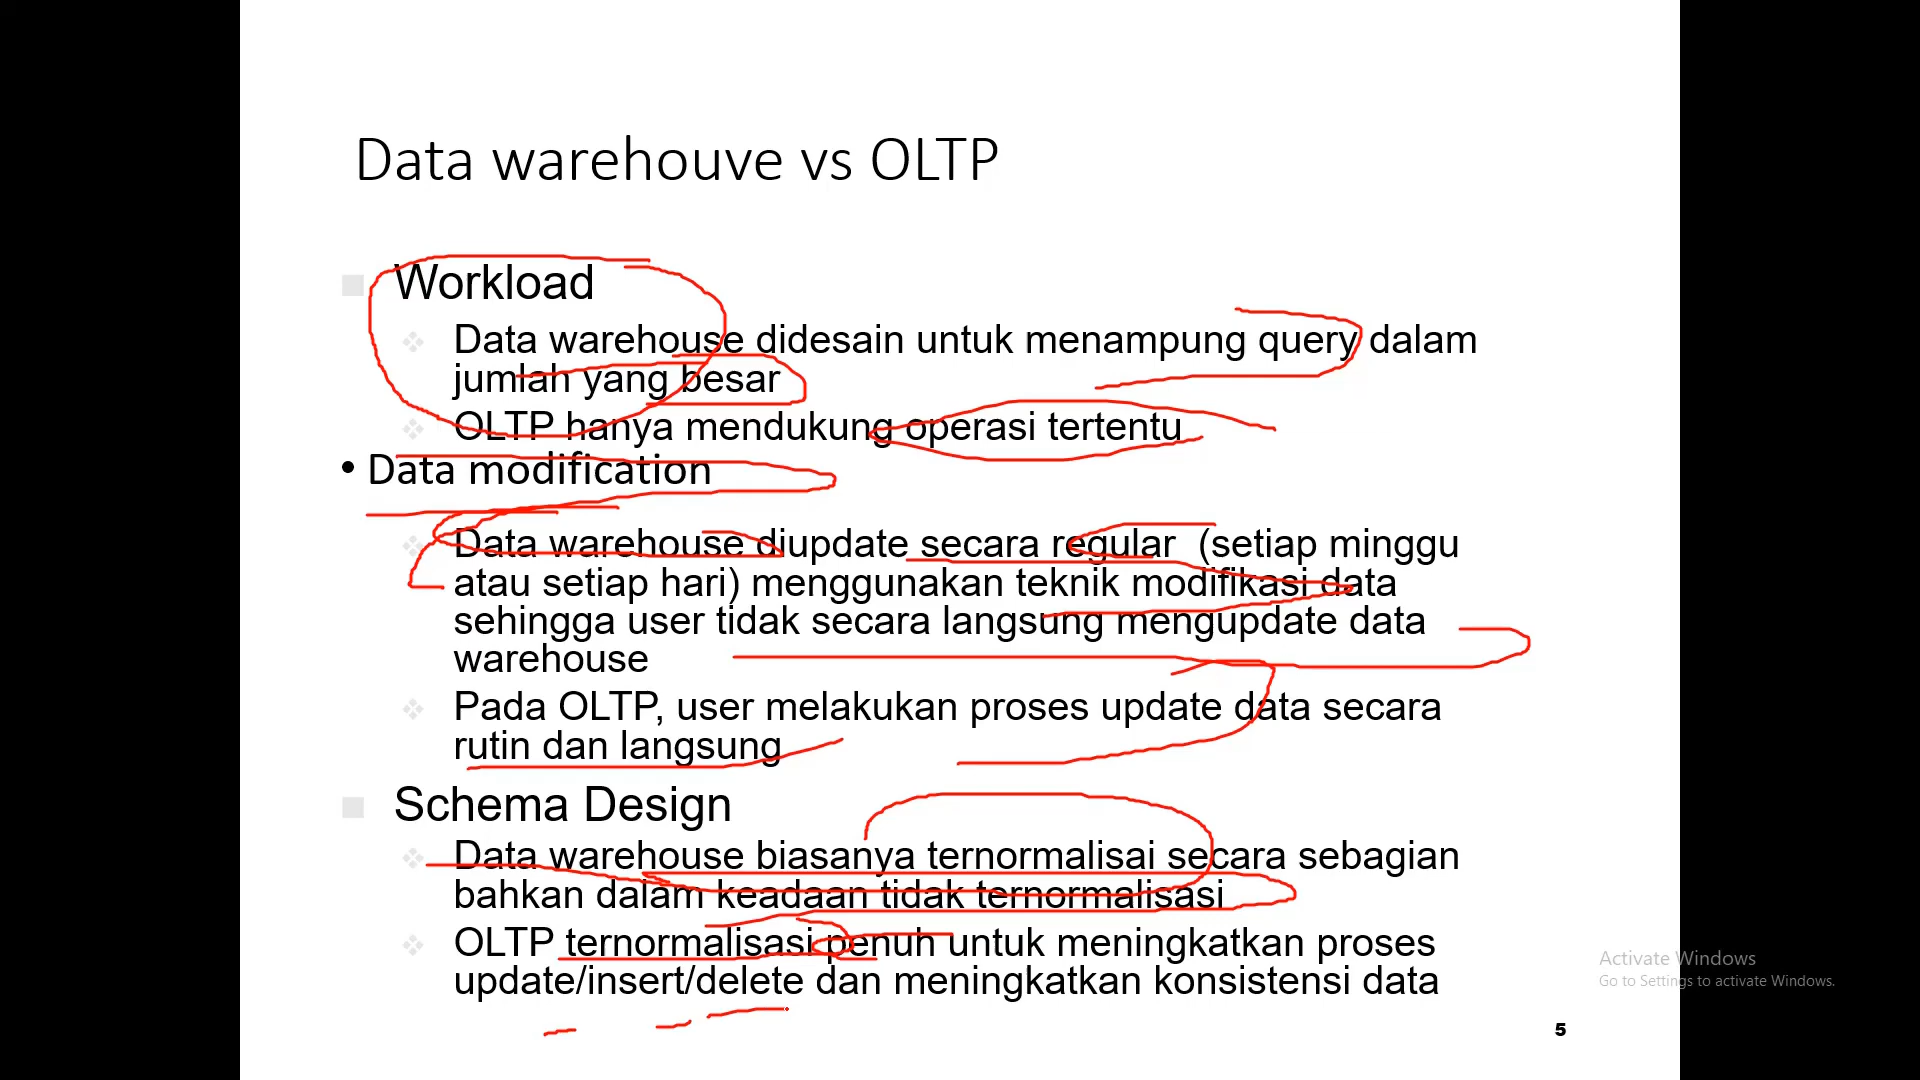 Data warehouve vs OLTP
Workload
Data warehouse didesain untuk menampung query dalam
jumlah yang besar
OLTP hanya mendukung operasi tertentu
• Data modification
Data warehouse diupdate secara regular (setiap minggu
atau setiap hari) menggunakan teknik modifikasi data
sehingga user tidak secara langsung mengupdate data
warehouse
Pada OLTP, user melakukan proses update data secara
rutin dan langsung
Schema Design
Data warehouse biasanya ternormalisai secara sebagian
bahkan dalam keadaan tidak ternormalisasi
OLTP ternormalisasi penuh untuk meningkatkan proses
update/insert/delete dan meningkatkan konsistensi data
Activate Windows
Go to Settings to activate Windows.
5